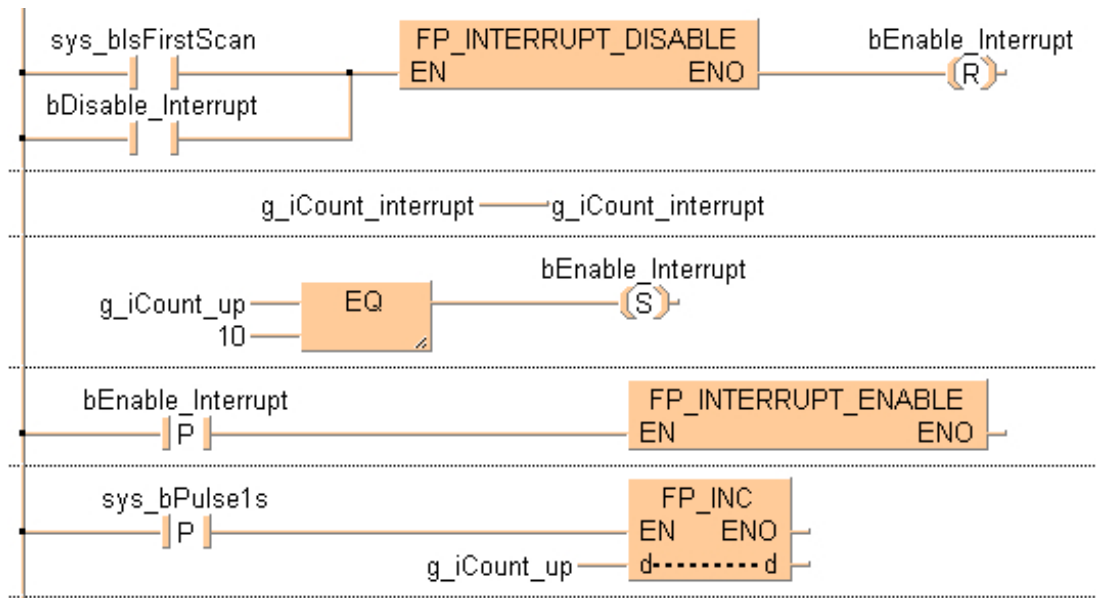 sys_bIsFirstScan
FP_INTERRUPT_DISABLE
bEnable_Interrupt
EN ENO
R
bDisable_Interrupt
g_iCount_interrupt g_iCount_interrupt
bEnable_Interrupt
g_iCount_up
EQ
S
10
bEnable_Interrupt
FP_INTERRUPT_ENABLE
P
EN ENO
sys_bPulse1s
FP_INC
P
EN ENO
g_iCount_up
d d